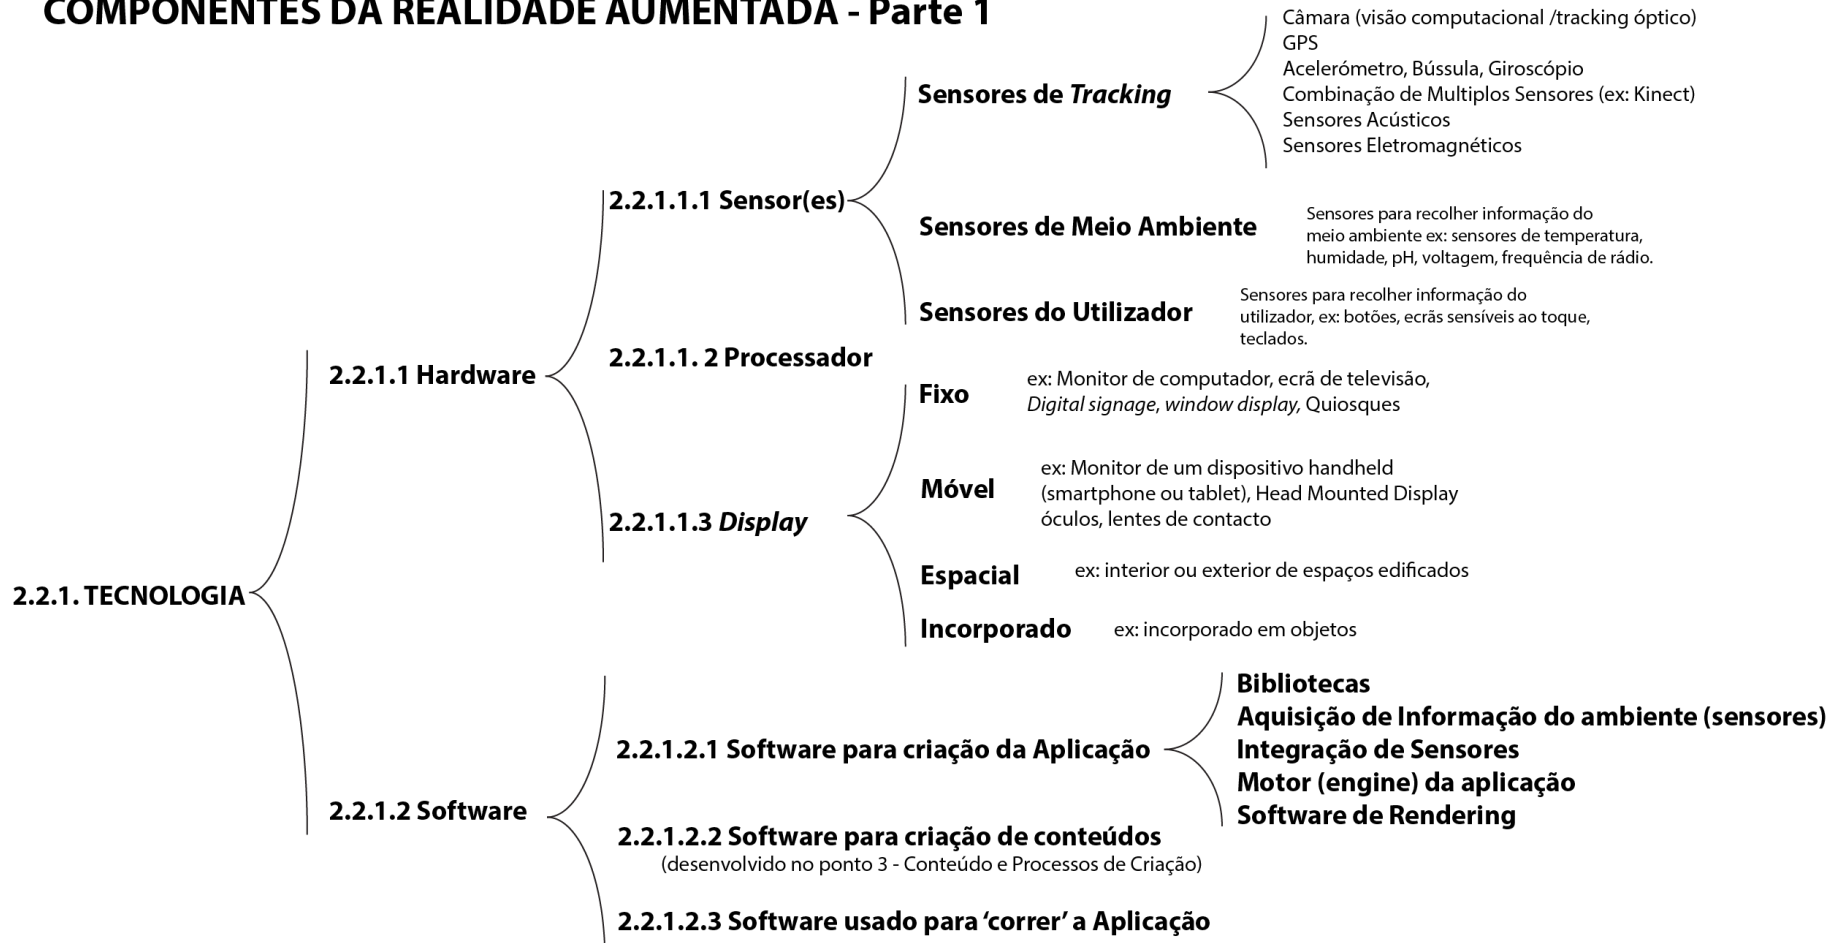 COMPONENTES DA REALIDADE AUMENTADA - Parte 1
Câmara (visão computacional /tracking óptico)
GPS
Acelerómetro, Bússula, Giroscópio
Combinação de Multiplos Sensores (ex: Kinect)
Sensores Acústicos
Sensores Eletromagnéticos
Sensores de Tracking
2.2.1.1.1 Sensor(es)
Sensores de Meio Ambiente
Sensores para recolher informação do
meio ambiente ex: sensores de temperatura,
humidade, pH, voltagem, frequência de rádio.
Sensores do Utilizador
Sensores para recolher informação do
utilizador, ex: botões, ecrãs sensíveis ao toque,
teclados.
2.2.1.1 Hardware
2.2.1.1. 2 Processador
Fixo
ex: Monitor de computador, ecrã de televisão,
Digital signage, window display, Quiosques
Móvel
ex: Monitor de um dispositivo handheld
(smartphone ou tablet), Head Mounted Display
óculos, lentes de contacto
2.2.1.1.3 Display
Espacial
ex: interior ou exterior de espaços edificados
2.2.1. TECNOLOGIA
Incorporado
ex: incorporado em objetos
Bibliotecas
Aquisição de Informação do ambiente (sensores)
Integração de Sensores
Motor (engine) da aplicação
Software de Rendering
2.2.1.2.1 Software para criação da Aplicação
2.2.1.2 Software
2.2.1.2.2 Software para criação de conteúdos
(desenvolvido no ponto 3 - Conteúdo e Processos de Criação)
2.2.1.2.3 Software usado para ‘correr’ a Aplicação